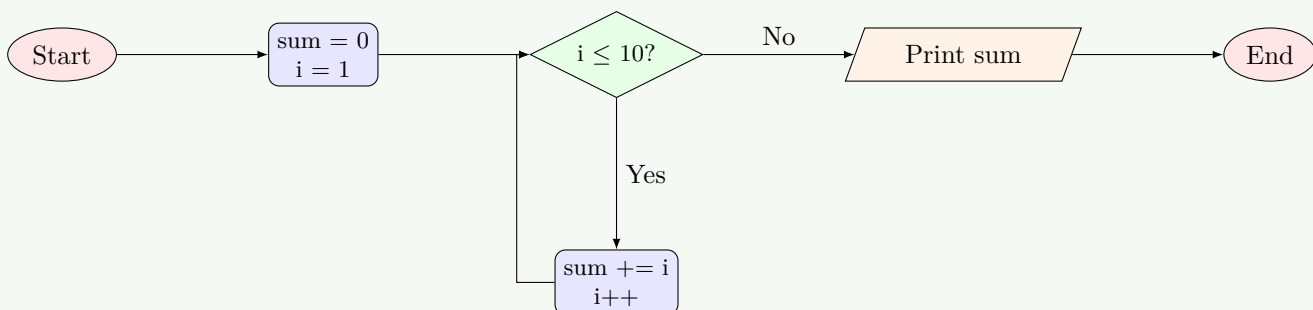 Start
sum = 0
i = 1
i ≤ 10?
No
Print sum
End
Yes
sum += i
i++